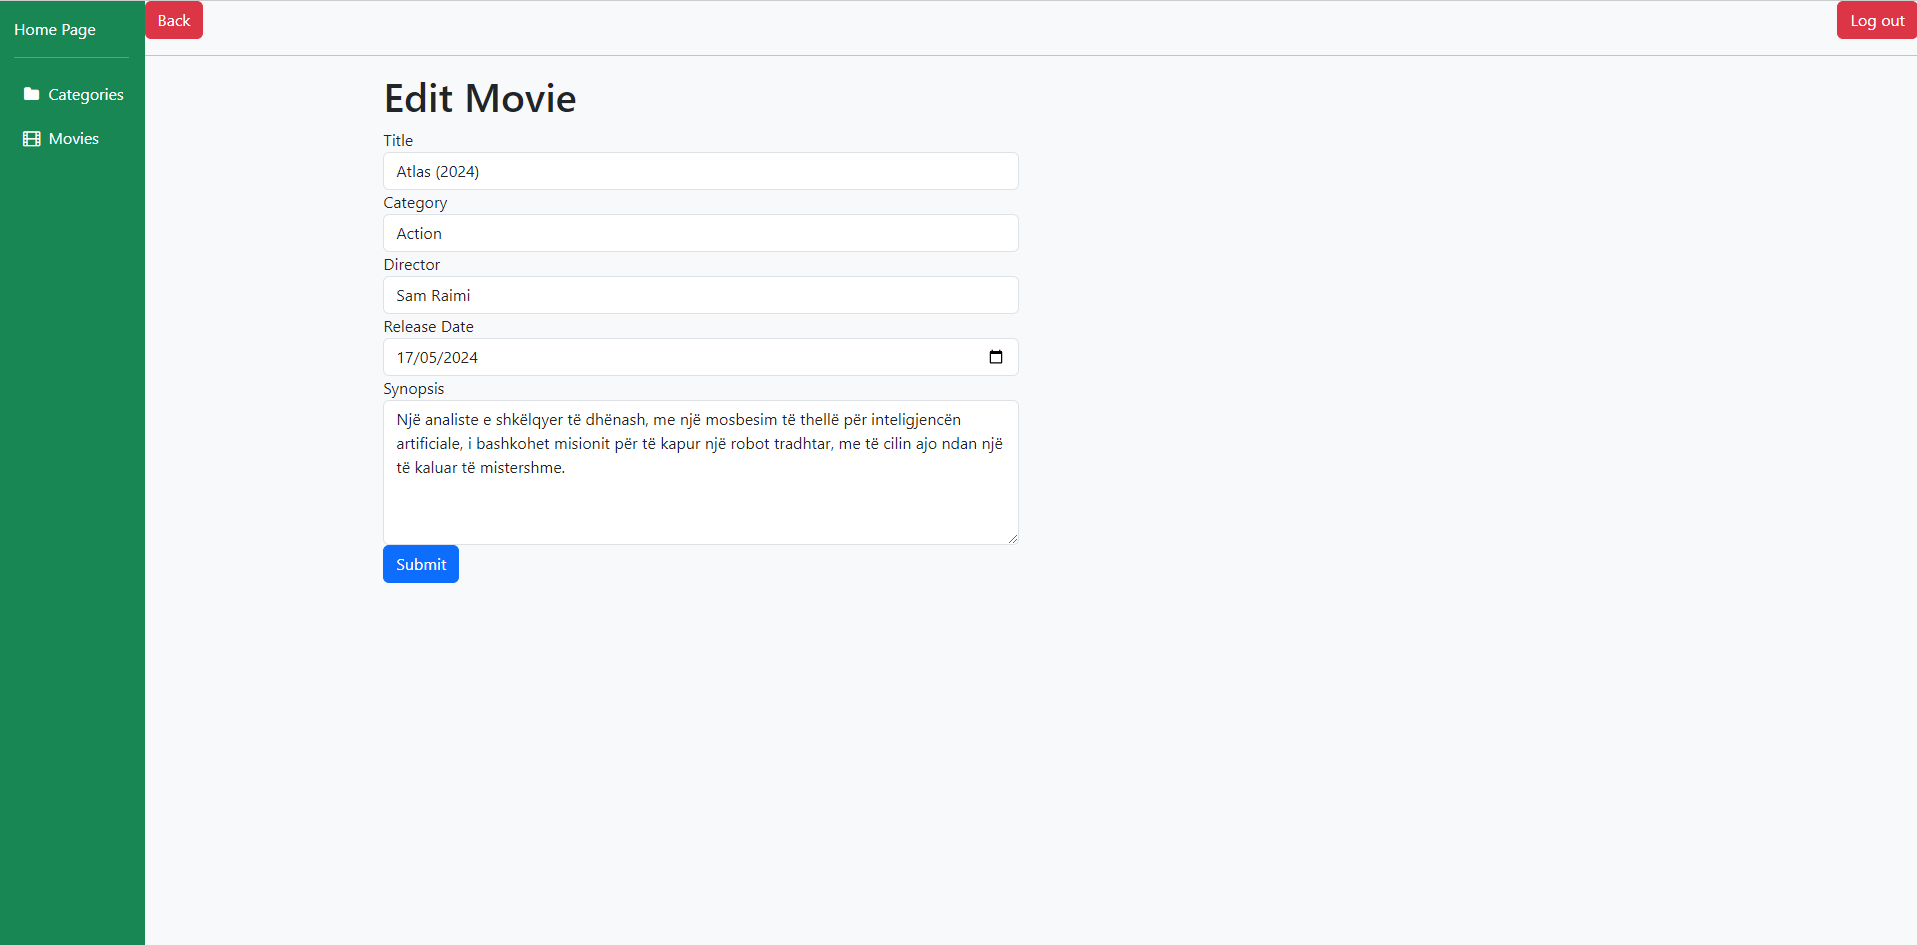 Home Page
Categories
Movies
Back
Log out
Edit Movie
Title
Atlas (2024)
Category
Action
Director
Sam Raimi
Release Date
17/05/2024
Synopsis
Një analiste e shkëlqyer të dhënash, me një mosbesim të thellë për inteligjencën
artificiale, i bashkohet misionit për të kapur një robot tradhtar, me të cilin ajo ndan një
të kaluar të mistershme.
Submit